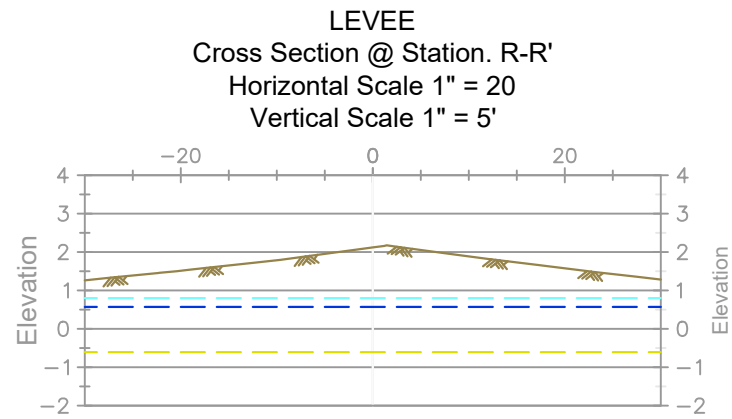 LEVEE
Cross Section @ Station. R-R'
Horizontal Scale 1" = 20
Vertical Scale 1" = 5'
−20 0 20
4 4
3 3
2 2
1 1
0 0
−1 −1
−2 −2
Elevation
Elevation